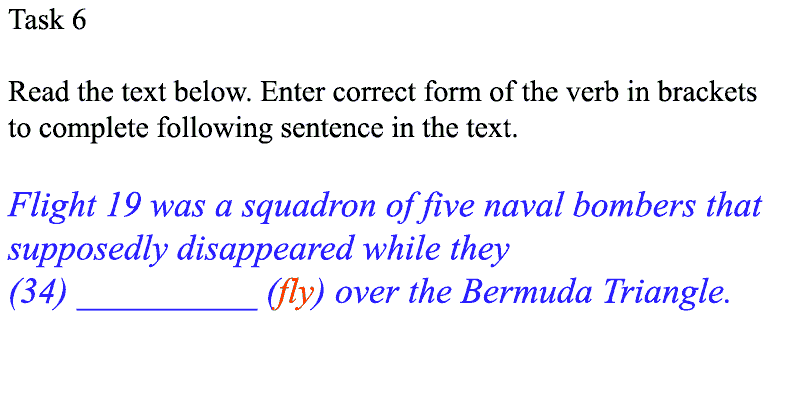 Task 6
Read the text below. Enter correct form of the verb in brackets
to complete following sentence in the text.
Flight 19 was a squadron of five naval bombers that
supposedly disappeared while they
(34) ___________ (fly) over the Bermuda Triangle.